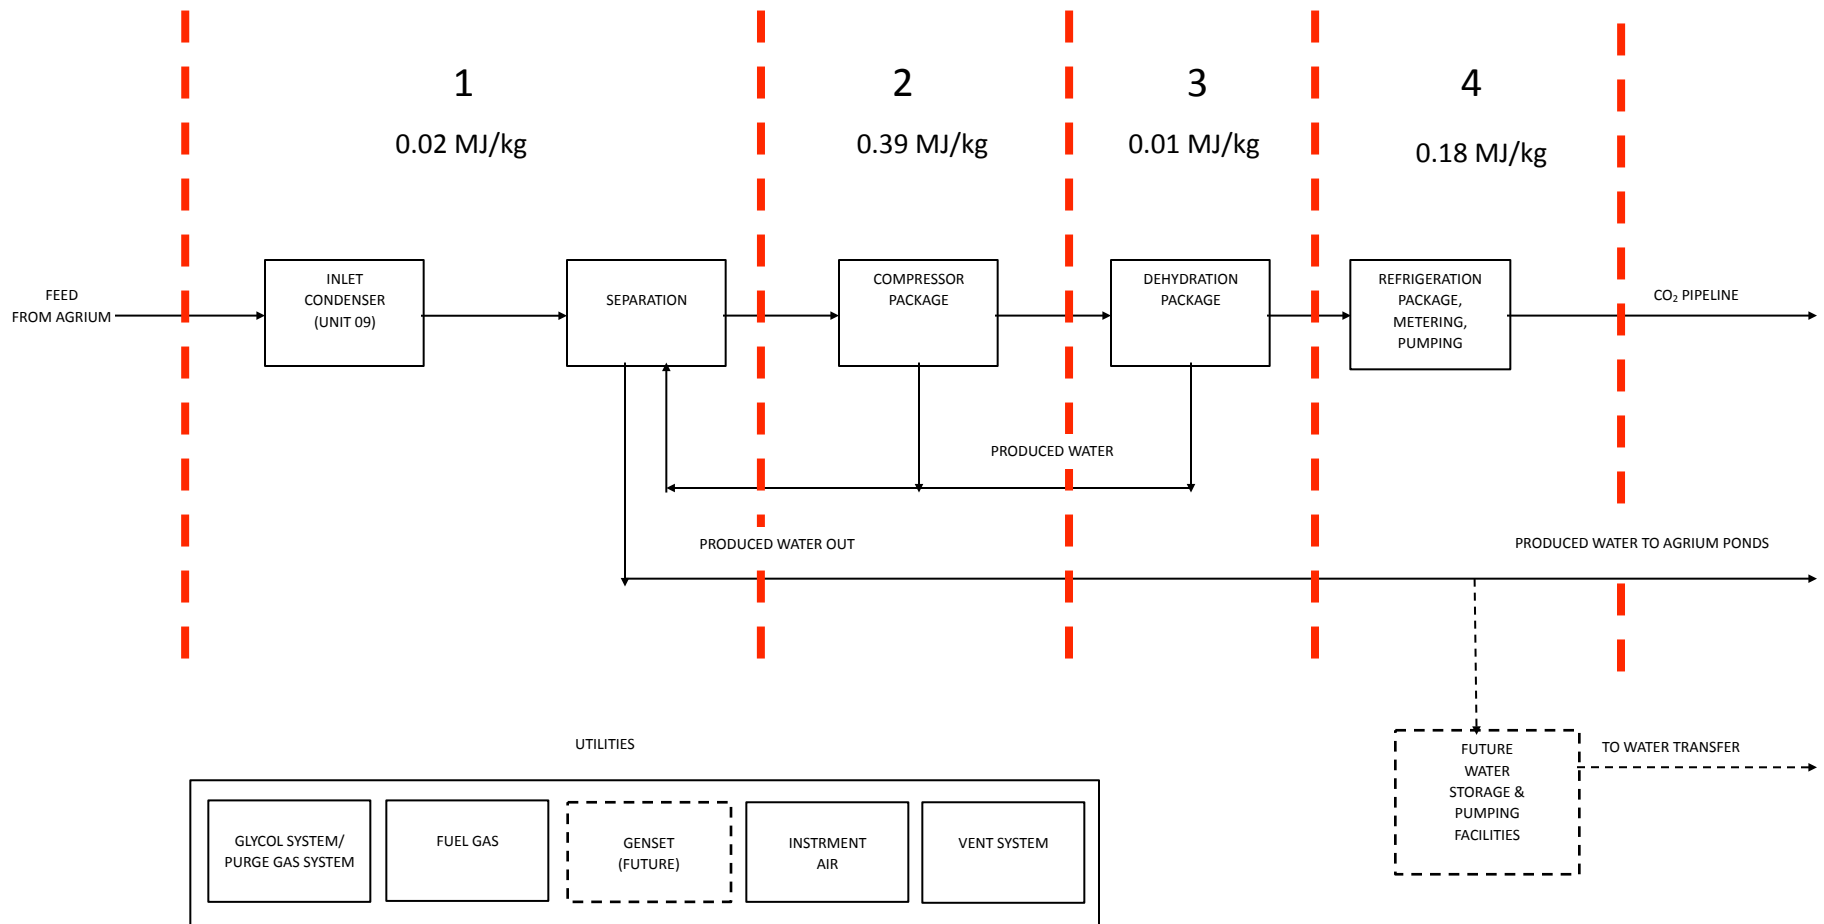 1
2
3
4
0.02 MJ/kg
0.39 MJ/kg
0.01 MJ/kg
0.18 MJ/kg
FEED
FROM AGRIUM
INLET
CONDENSER
(UNIT 09)
SEPARATION
COMPRESSOR
PACKAGE
DEHYDRATION
PACKAGE
REFRIGERATION
PACKAGE,
METERING,
PUMPING
CO₂ PIPELINE
PRODUCED WATER
PRODUCED WATER OUT
PRODUCED WATER TO AGRIUM PONDS
UTILITIES
FUTURE
WATER
STORAGE &
PUMPING
FACILITIES
TO WATER TRANSFER
GLYCOL SYSTEM/
PURGE GAS SYSTEM
FUEL GAS
GENSET
(FUTURE)
INSTRMENT
AIR
VENT SYSTEM